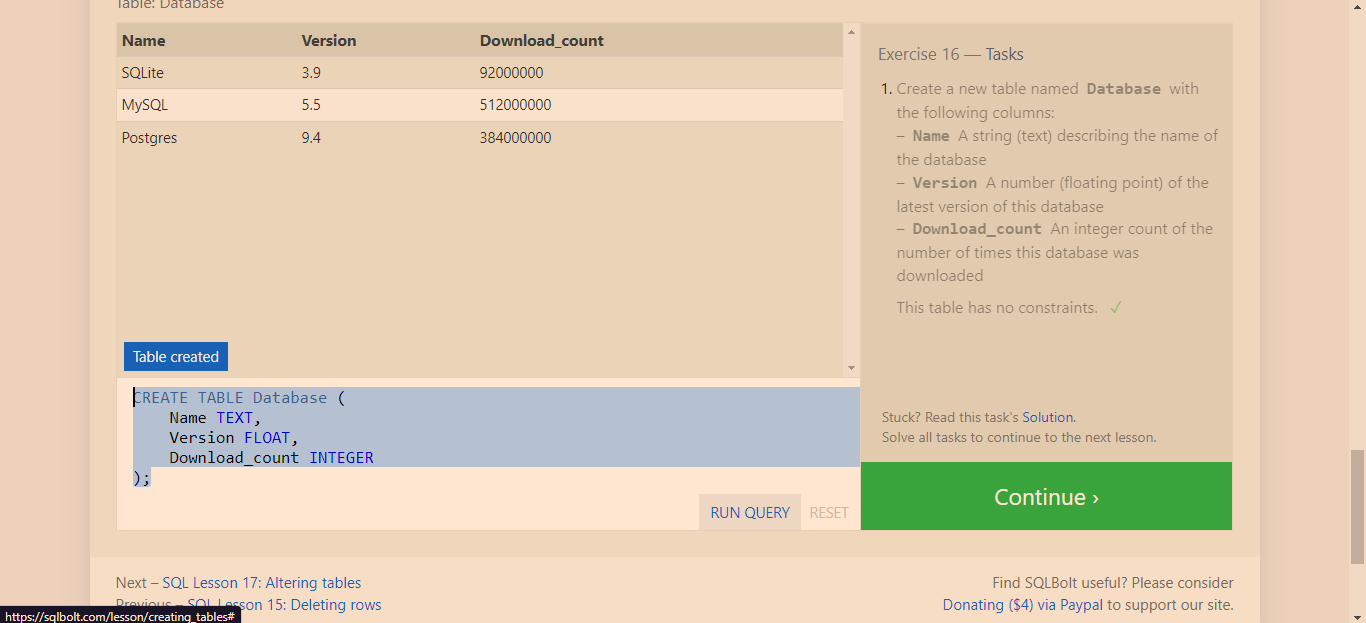 Table: Database
Name Version Download_count
SQLite 3.9 92000000
MySQL 5.5 512000000
Postgres 9.4 384000000
Table created
CREATE TABLE Database (
    Name TEXT,
    Version FLOAT,
    Download_count INTEGER
);
RUN QUERY RESET
Exercise 16 — Tasks
1. Create a new table named Database with
the following columns:
– Name A string (text) describing the name of
the database
– Version A number (floating point) of the
latest version of this database
– Download_count An integer count of the
number of times this database was
downloaded
This table has no constraints. ✓
Stuck? Read this task's Solution.
Solve all tasks to continue to the next lesson.
Continue ›
Next – SQL Lesson 17: Altering tables
Previous – SQL Lesson 15: Deleting rows
Find SQLBolt useful? Please consider
Donating ($4) via Paypal to support our site.
https://sqlbolt.com/lesson/creating_tables#